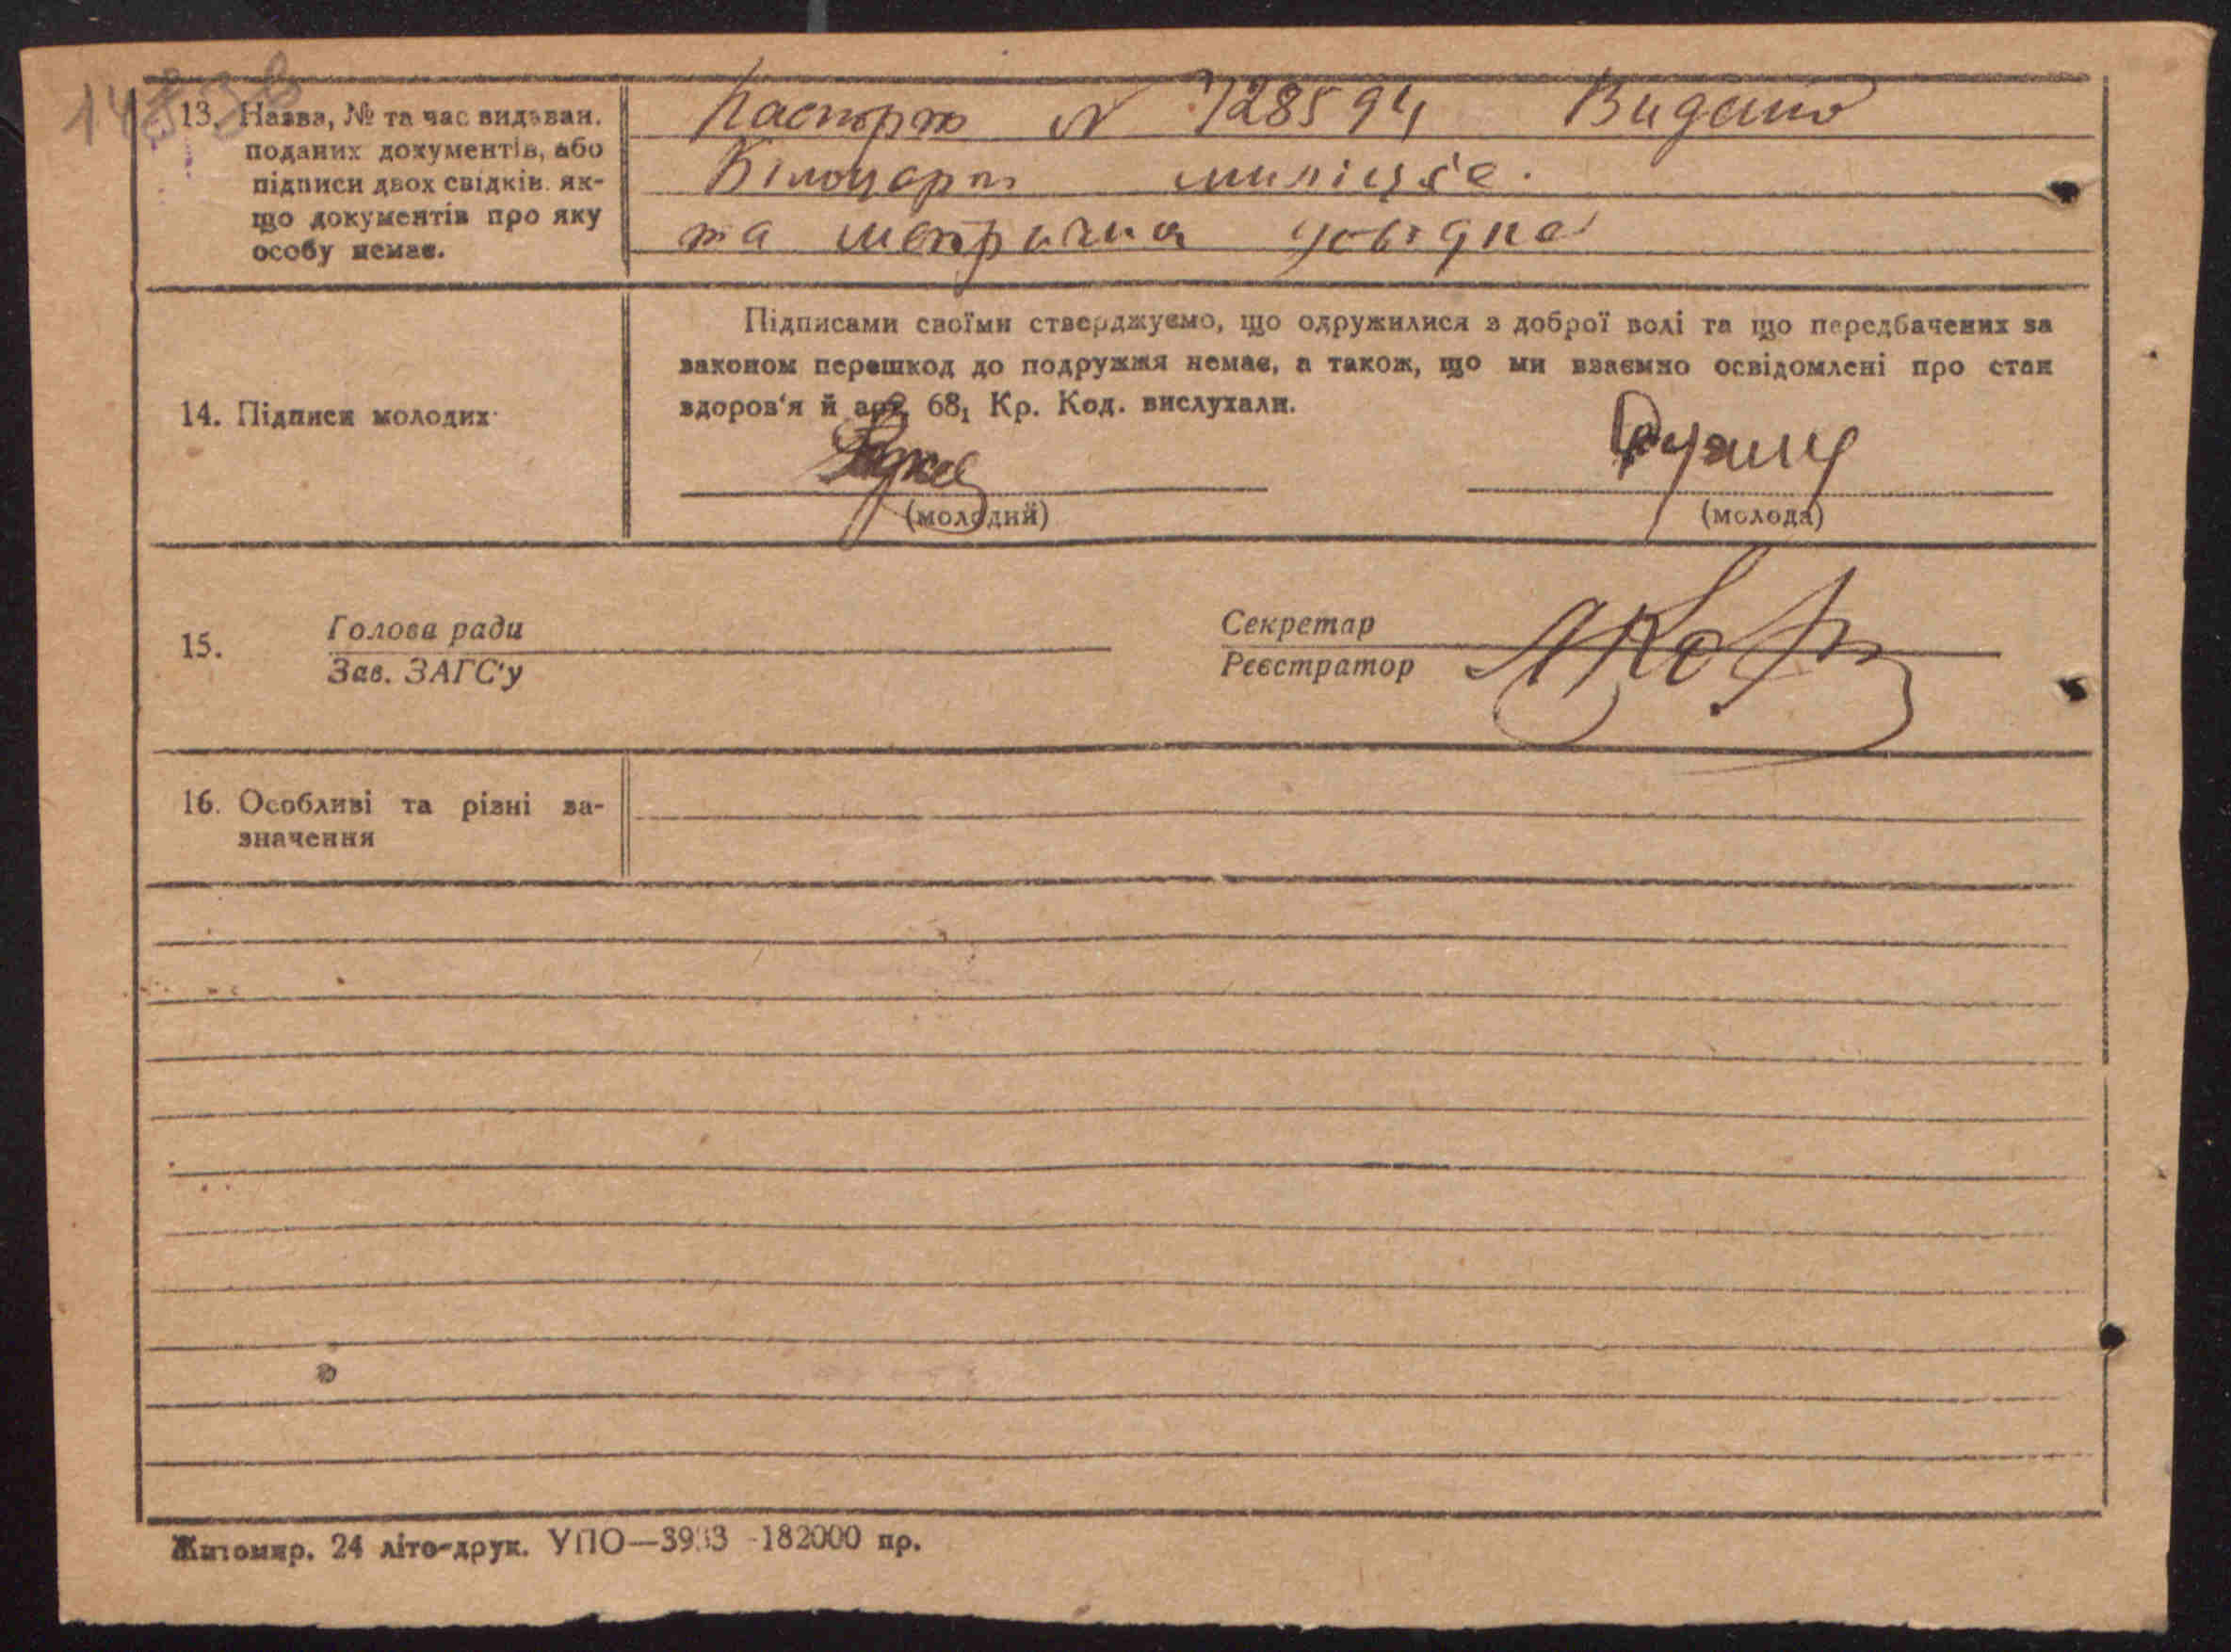 13. Назва, № та час видаван.
поданих документів, або
підписи двох свідків. як-
що документів про яку
особу немає.
Паспорт N 728594 Видано
Білоцерк міліціє.
та метрична довідка
14. Підписи молодих
Підписами своїми стверджуємо, що одружилися з доброї волі та що передбачених за
законом перешкод до подружжя немає, а також, що ми взаємно освідомлені про стан
здоров'я й арт. 68₁ Кр. Код. вислухали.
(молодий)
(молода)
15.
Голова ради
Зав. ЗАГС'у
Секретар
Реєстратор
16. Особливі та різні за-
значення
Житомир. 24 літо-друк. УПО—3933 -182000 пр.